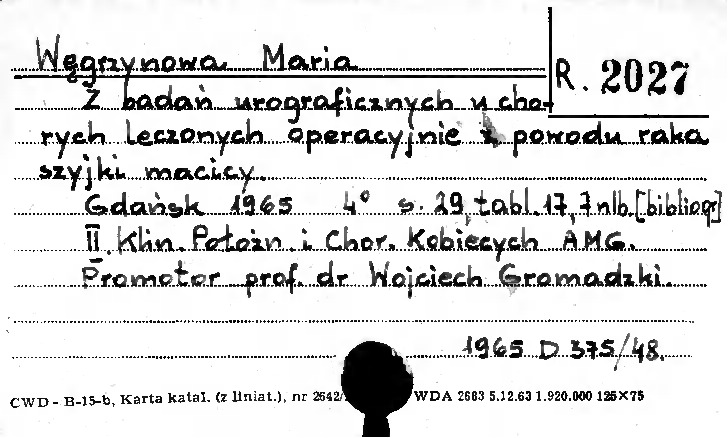 Węgrzynowa Maria
R. 2027
Z badań urograficznych u cho-
rych leczonych operacyjnie z powodu raka
szyjki macicy.
Gdańsk 1965 4° s. 29, tabl. 17, 7 nlb. [bibliogr]
II. Klin. Położn. i Chor. Kobiecych AMG.
Promotor prof. dr Wojciech Gromadzki.
1965 D 375/48.
CWD - B-15-b, Karta katal. (z liniat.), nr 2642/ WDA 2663 5.12.63 1.920.000 125×75